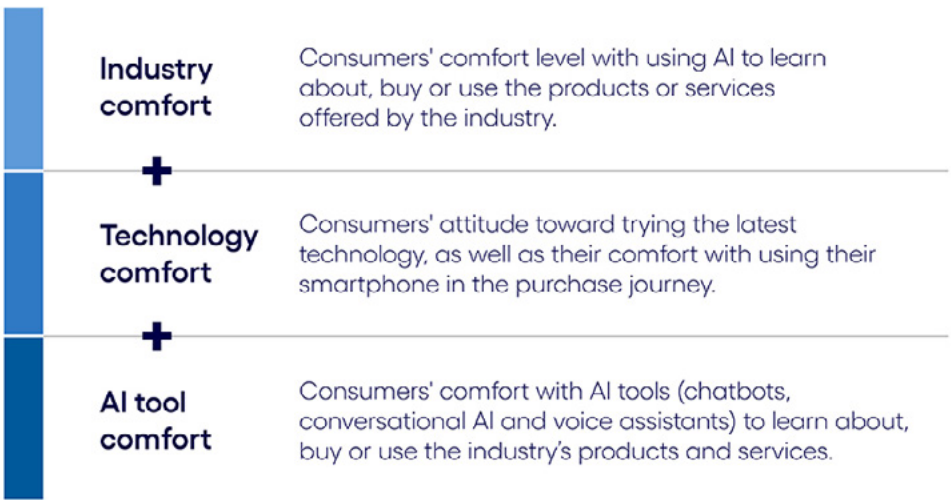 Industry
comfort
Consumers' comfort level with using AI to learn
about, buy or use the products or services
offered by the industry.
+
Technology
comfort
Consumers' attitude toward trying the latest
technology, as well as their comfort with using their
smartphone in the purchase journey.
+
AI tool
comfort
Consumers' comfort with AI tools (chatbots,
conversational AI and voice assistants) to learn about,
buy or use the industry’s products and services.